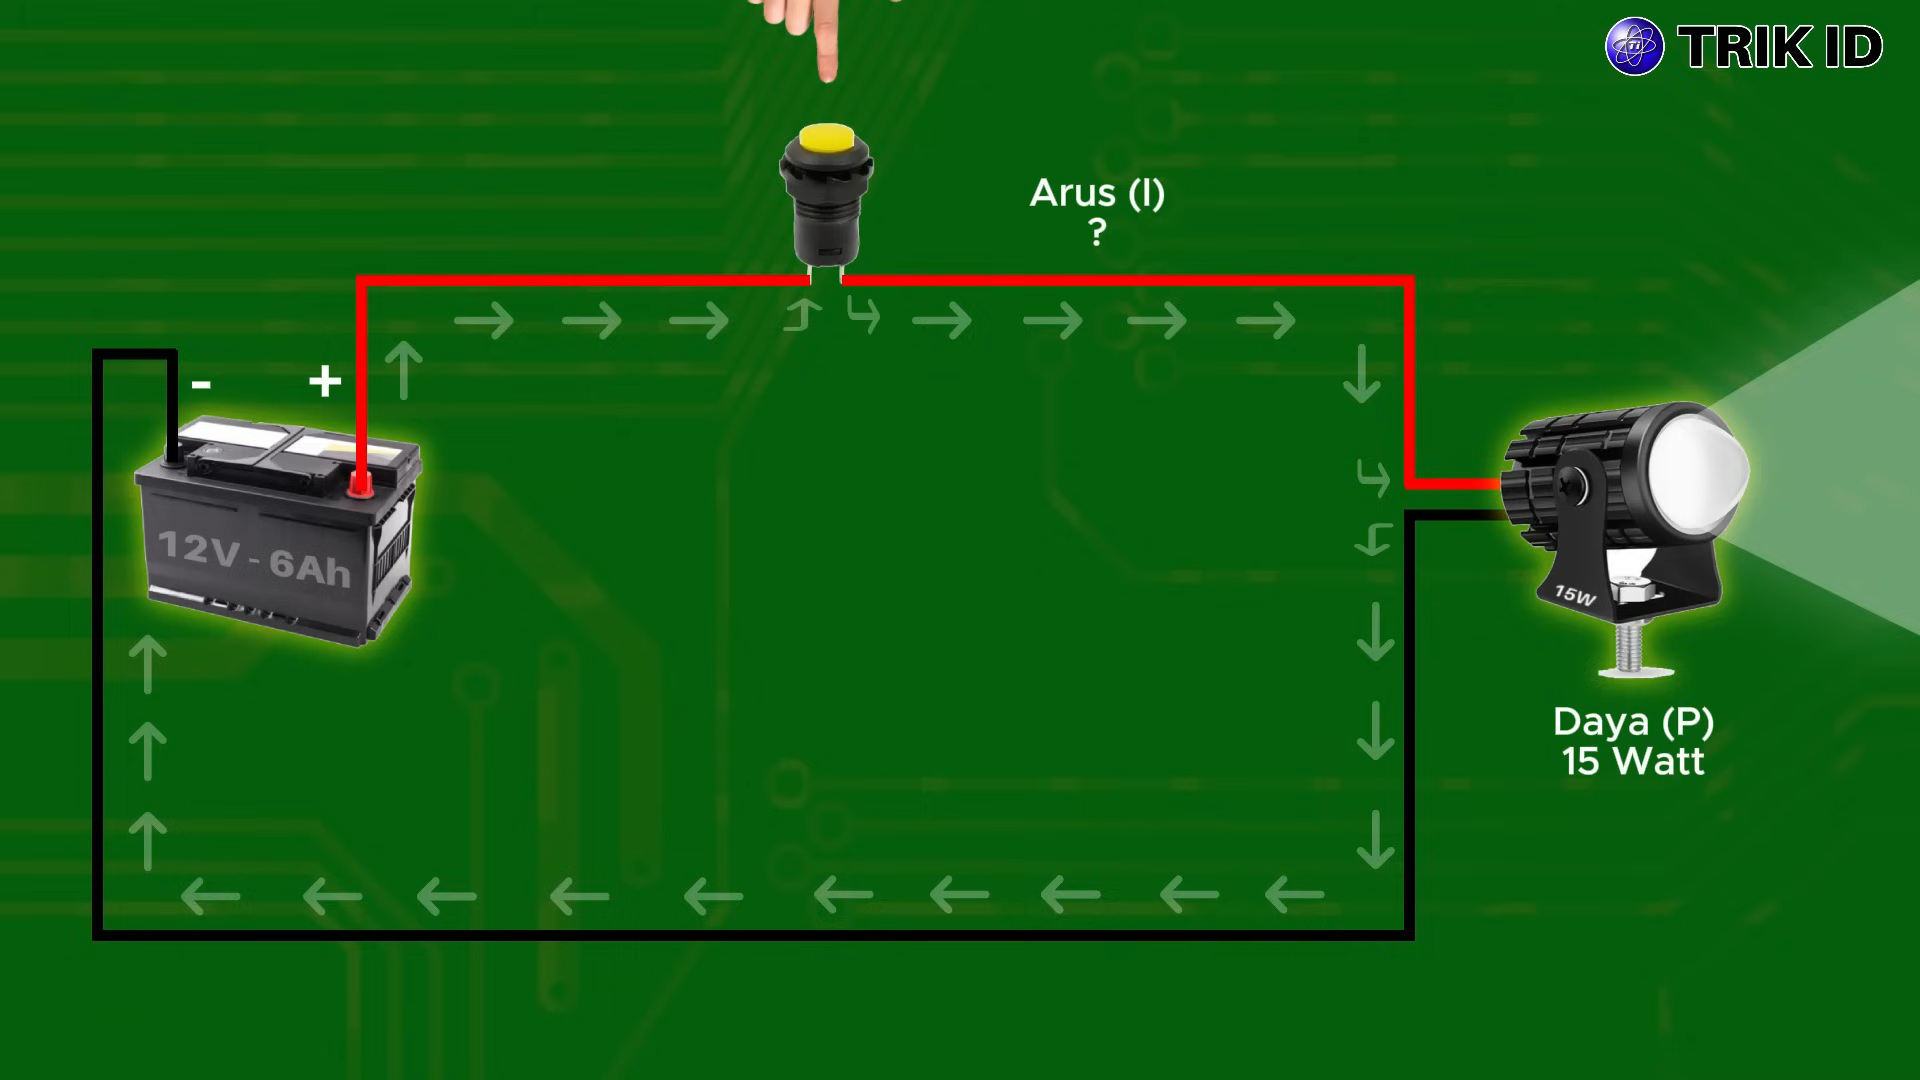 TRIK ID
Arus (I)
?
- +
12V - 6Ah
15W
Daya (P)
15 Watt